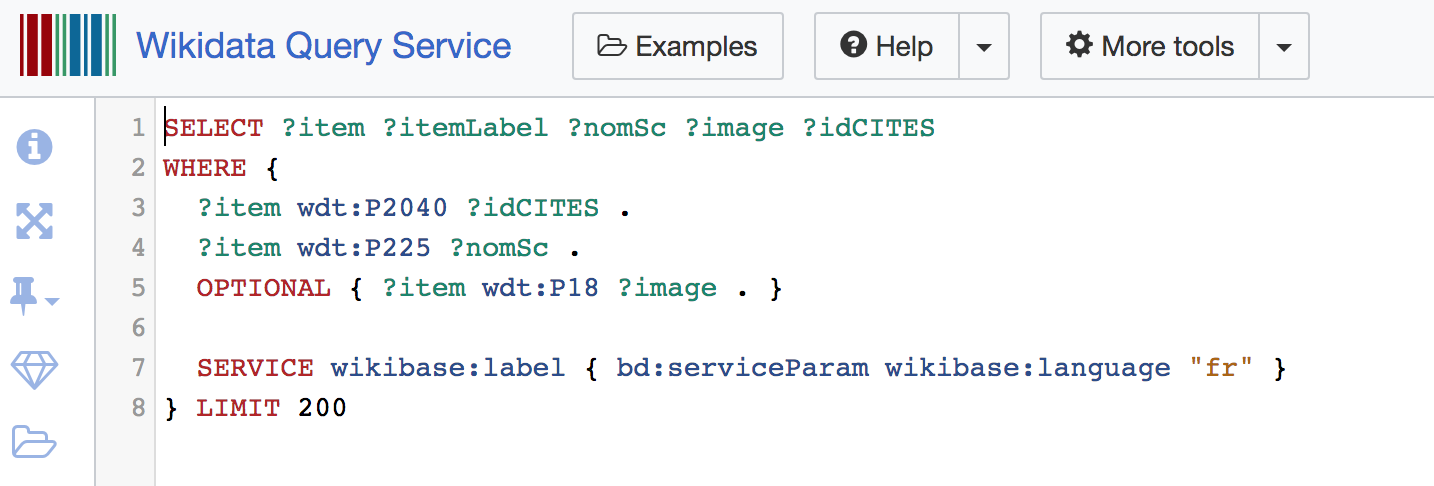 Wikidata Query Service Examples Help More tools
1 SELECT ?item ?itemLabel ?nomSc ?image ?idCITES
2 WHERE {
3 ?item wdt:P2040 ?idCITES .
4 ?item wdt:P225 ?nomSc .
5 OPTIONAL { ?item wdt:P18 ?image . }
6
7 SERVICE wikibase:label { bd:serviceParam wikibase:language "fr" }
8 } LIMIT 200